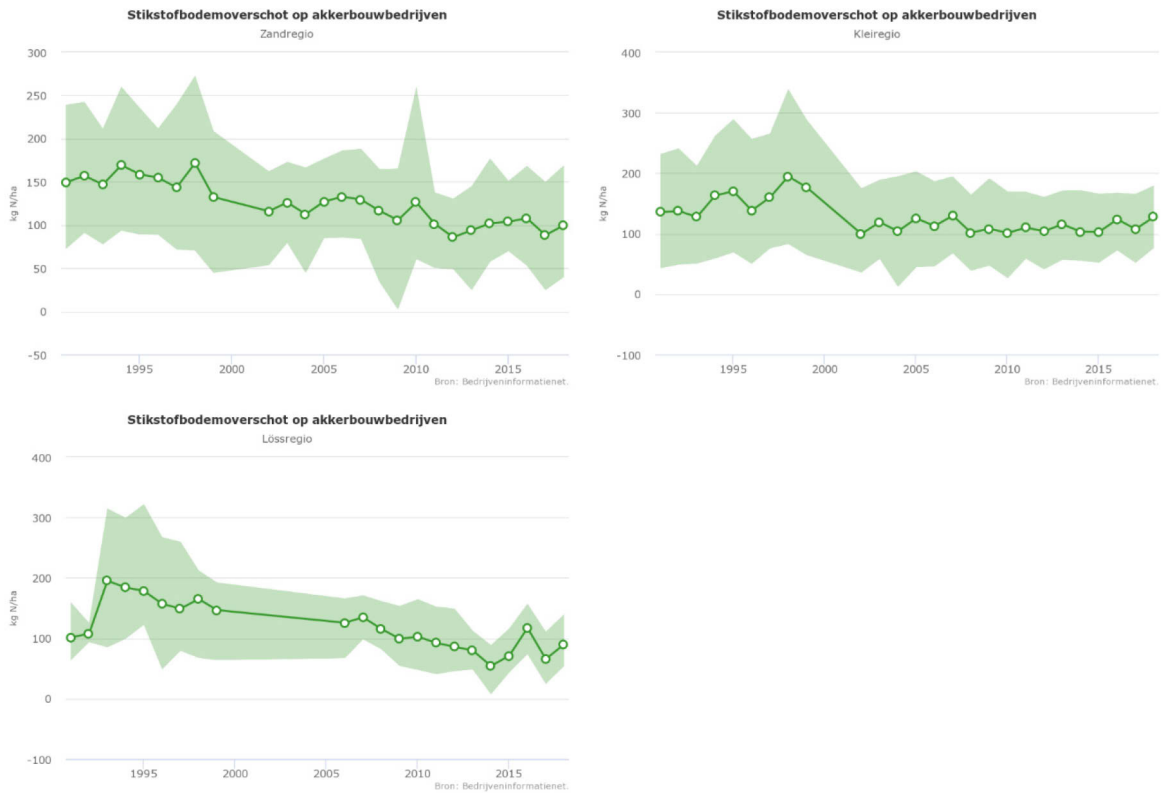 Stikstofbodemoverschot op akkerbouwbedrijven
Zandregio
300
250
200
150
100
50
0
-50
kg N/ha
1995 2000 2005 2010 2015
Bron: Bedrijveninformatienet.
Stikstofbodemoverschot op akkerbouwbedrijven
Kleiregio
400
300
200
100
0
-100
kg N/ha
1995 2000 2005 2010 2015
Bron: Bedrijveninformatienet.
Stikstofbodemoverschot op akkerbouwbedrijven
Lössregio
400
300
200
100
0
-100
kg N/ha
1995 2000 2005 2010 2015
Bron: Bedrijveninformatienet.